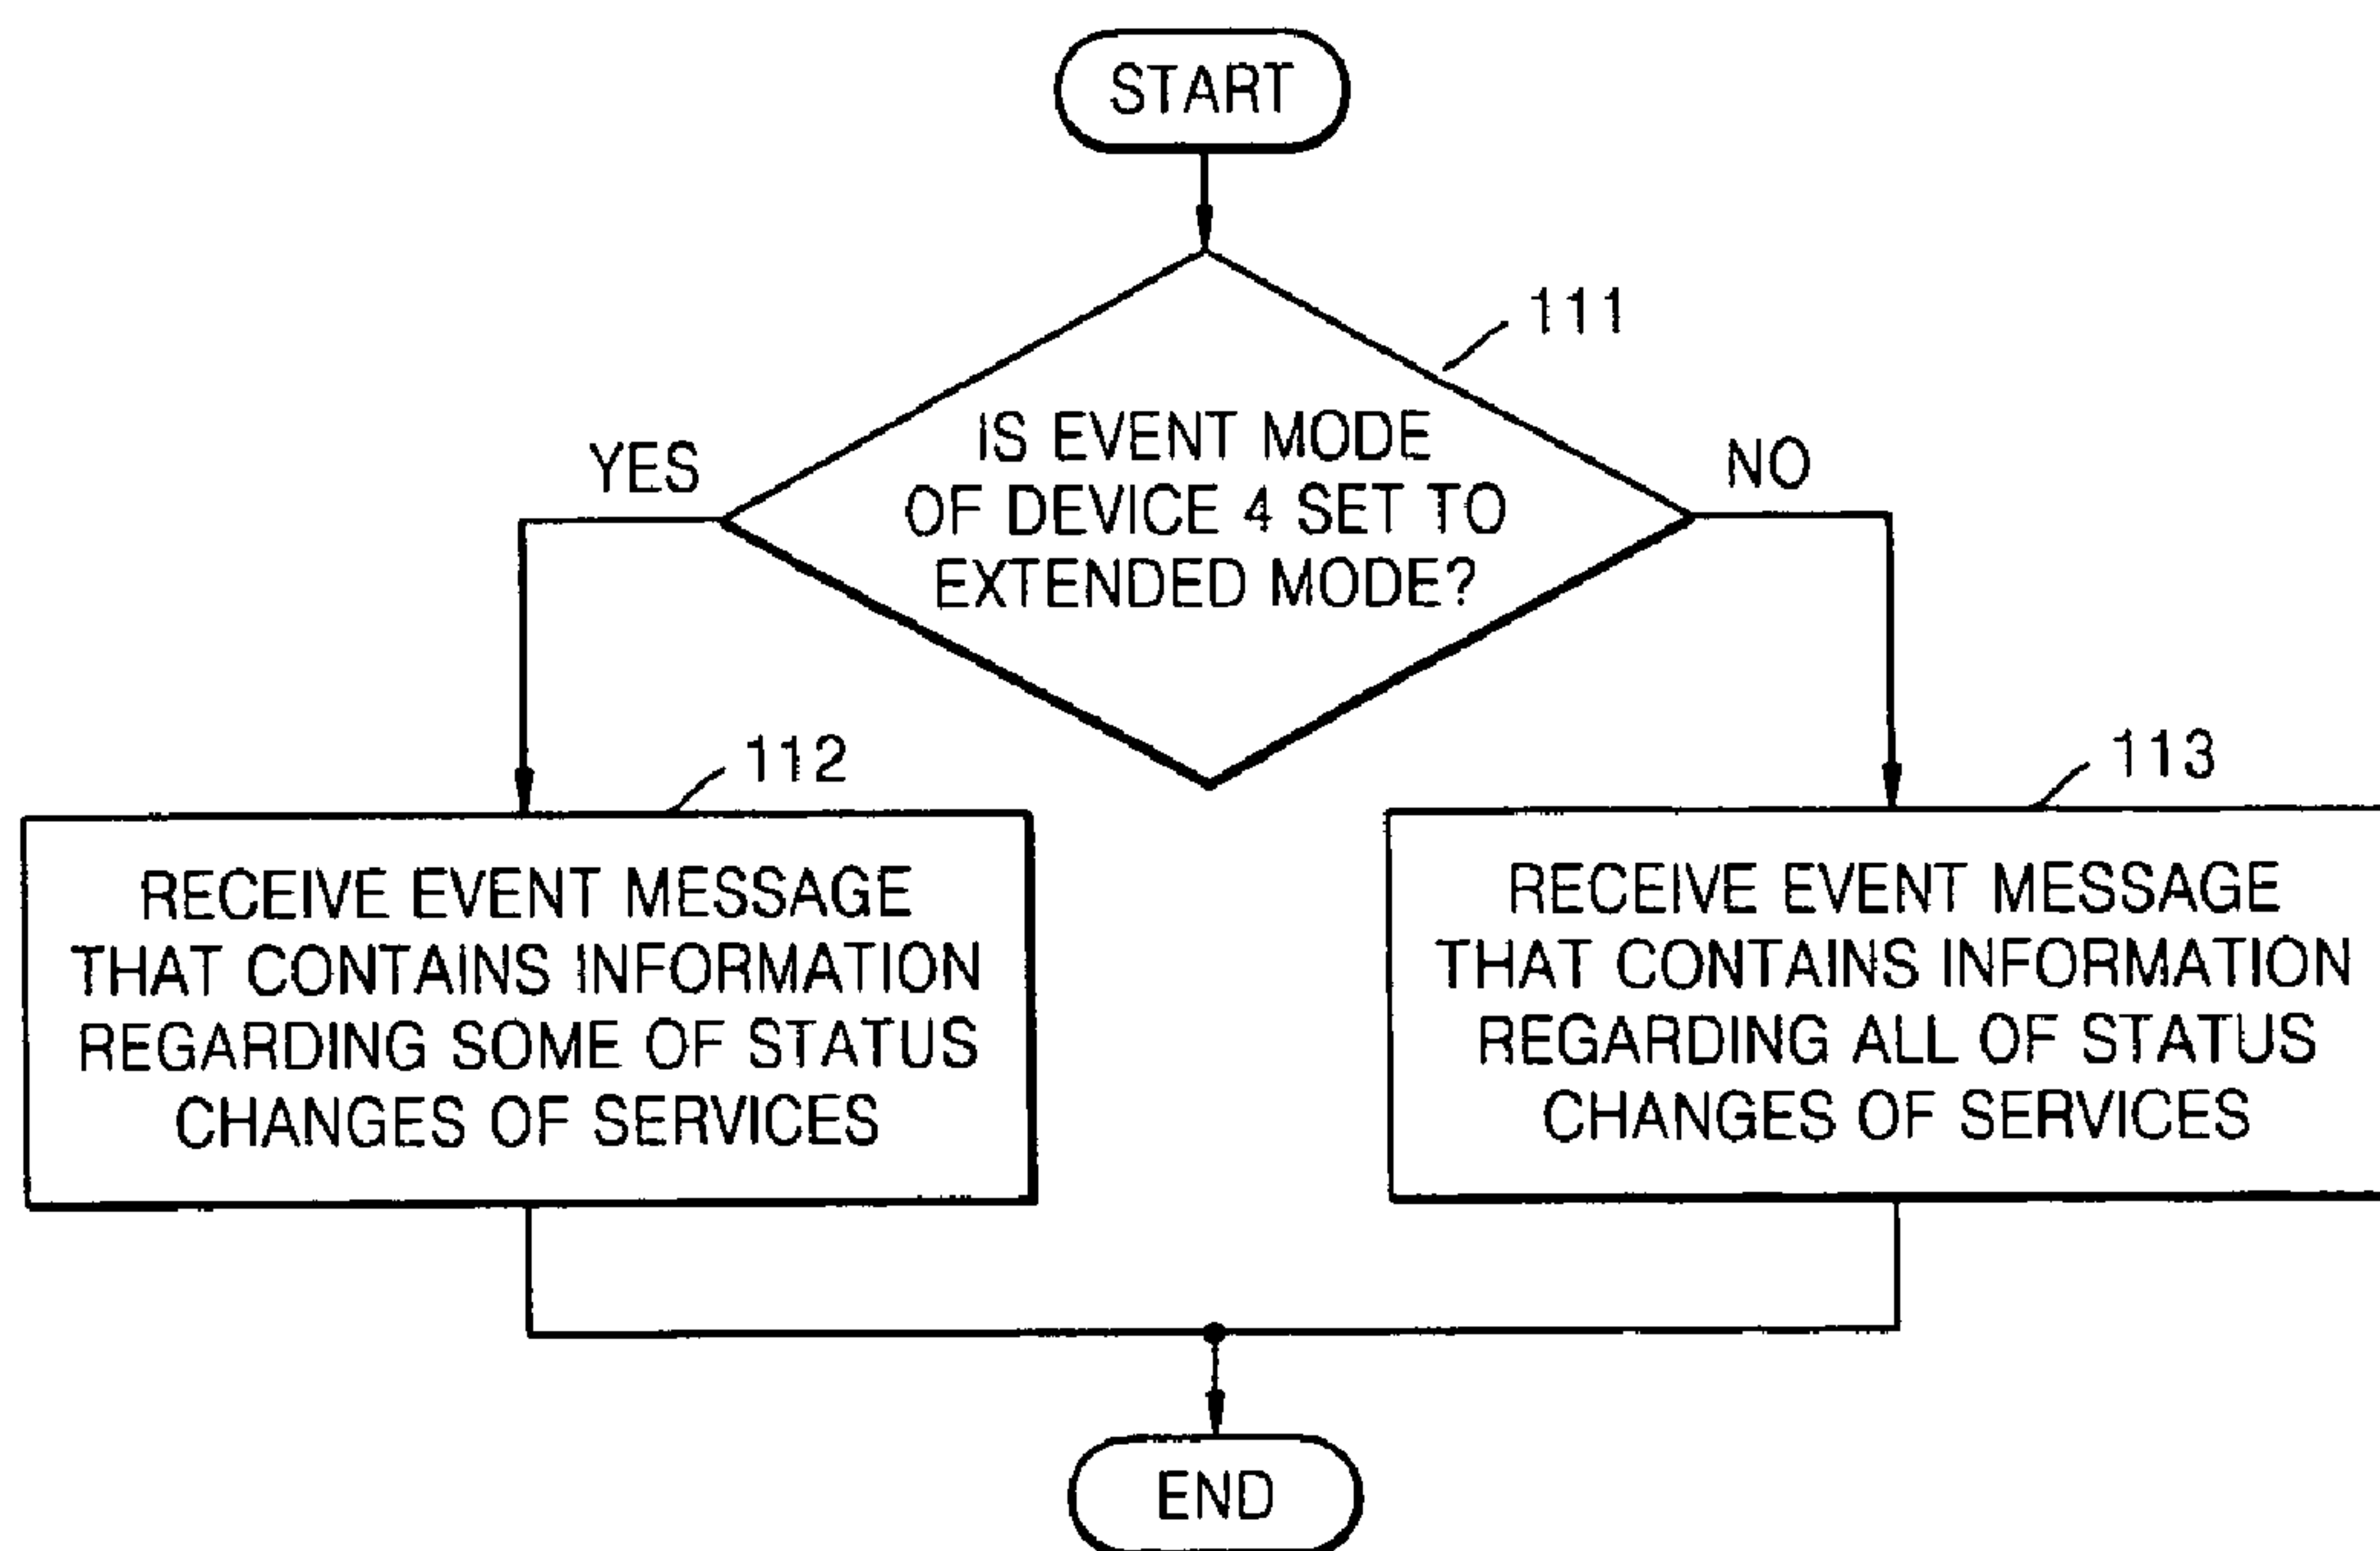 START
111
IS EVENT MODE
OF DEVICE 4 SET TO
EXTENDED MODE?
YES
NO
112
RECEIVE EVENT MESSAGE
THAT CONTAINS INFORMATION
REGARDING SOME OF STATUS
CHANGES OF SERVICES
113
RECEIVE EVENT MESSAGE
THAT CONTAINS INFORMATION
REGARDING ALL OF STATUS
CHANGES OF SERVICES
END